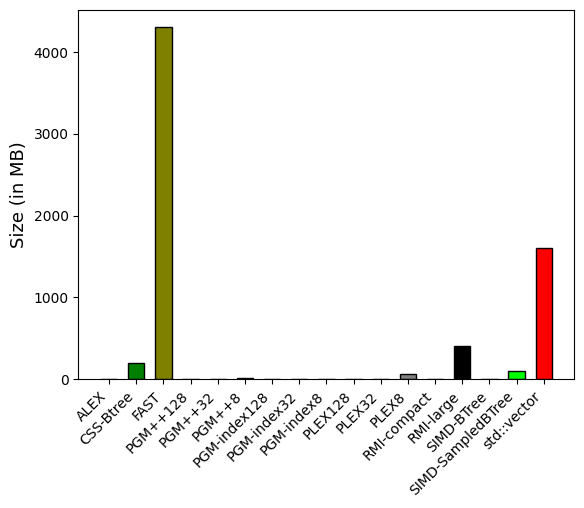 Size (in MB)
4000
3000
2000
1000
0
ALEX
CSS-Btree
FAST
PGM++128
PGM++32
PGM++8
PGM-index128
PGM-index32
PGM-index8
PLEX128
PLEX32
PLEX8
RMI-compact
RMI-large
SIMD-BTree
SIMD-SampledBTree
std::vector